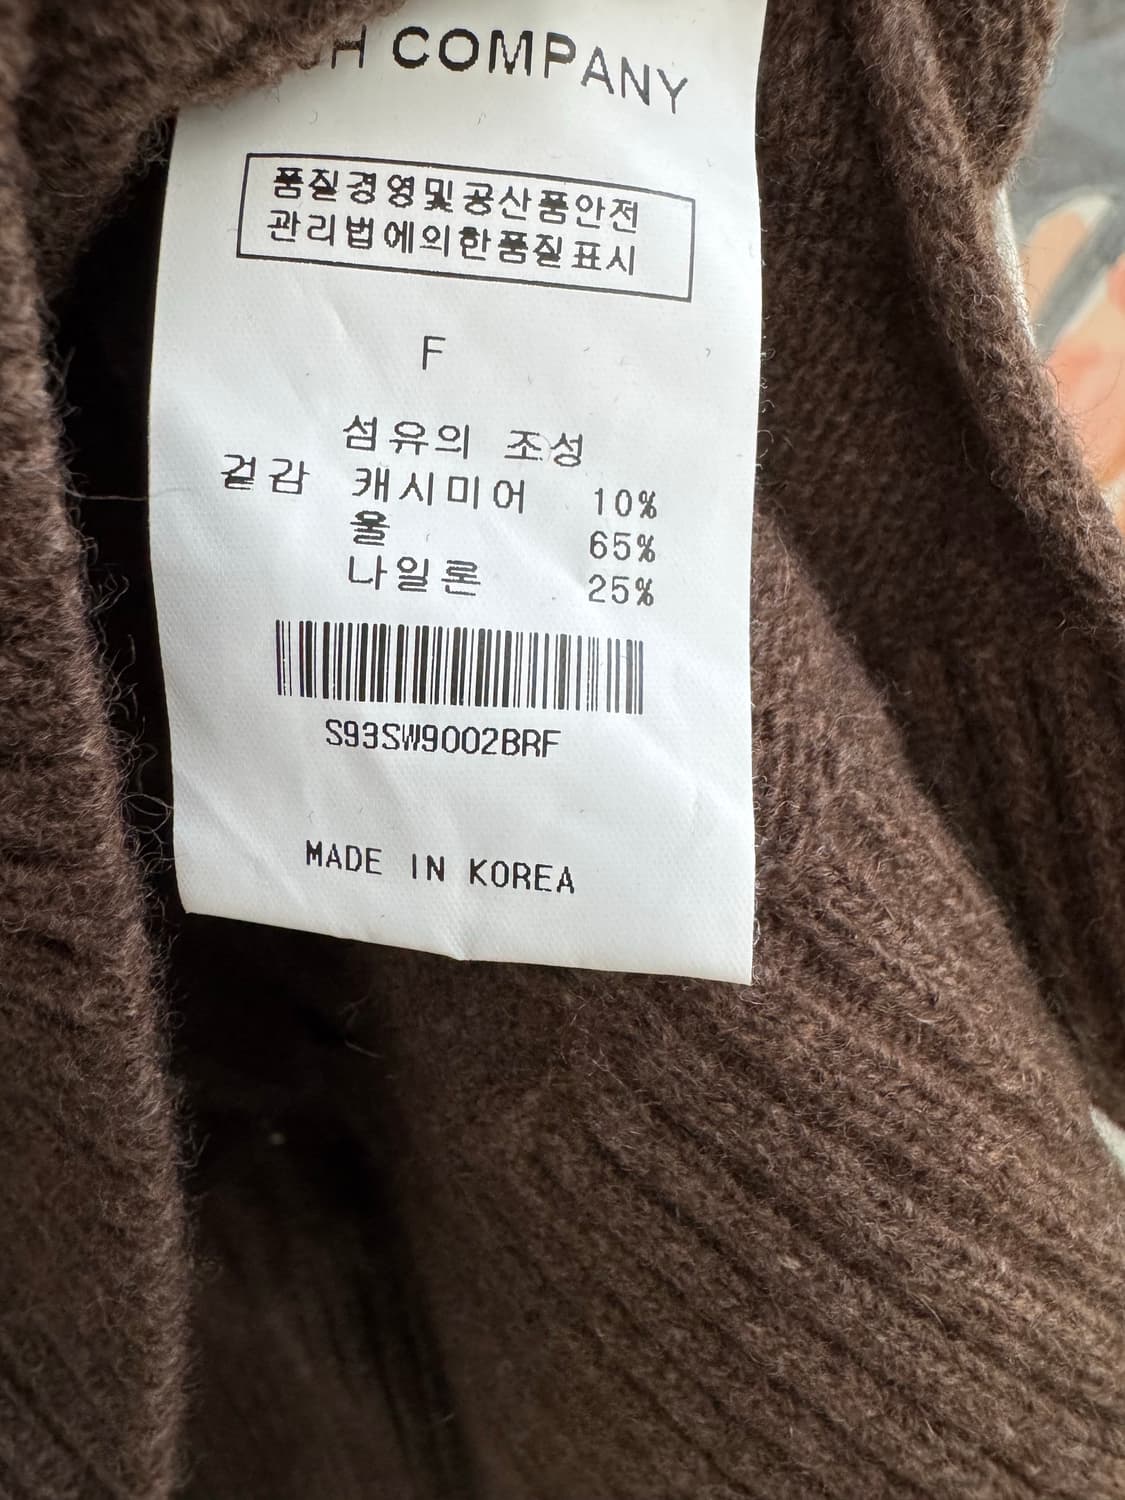 COMPANY
품질경영및공산품안전
관리법에의한품질표시
F
섬유의 조성
겉감 캐시미어 10%
울 65%
나일론 25%
S93SW9002BRF
MADE IN KOREA